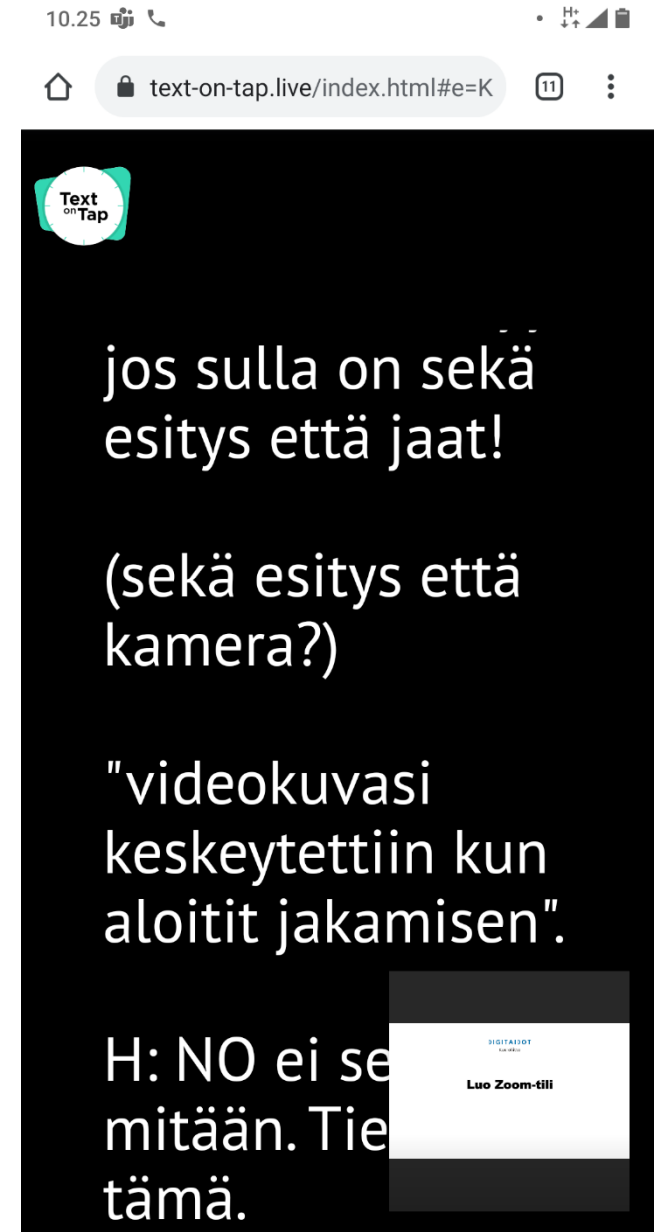 10.25
H+
text-on-tap.live/index.html#e=K
11
Text
on Tap
jos sulla on sekä
esitys että jaat!
(sekä esitys että
kamera?)
"videokuvasi
keskeytettiin kun
aloitit jakamisen".
H: NO ei se
mitään. Tie
tämä.
DIGITAIDOT
Luo Zoom-tili